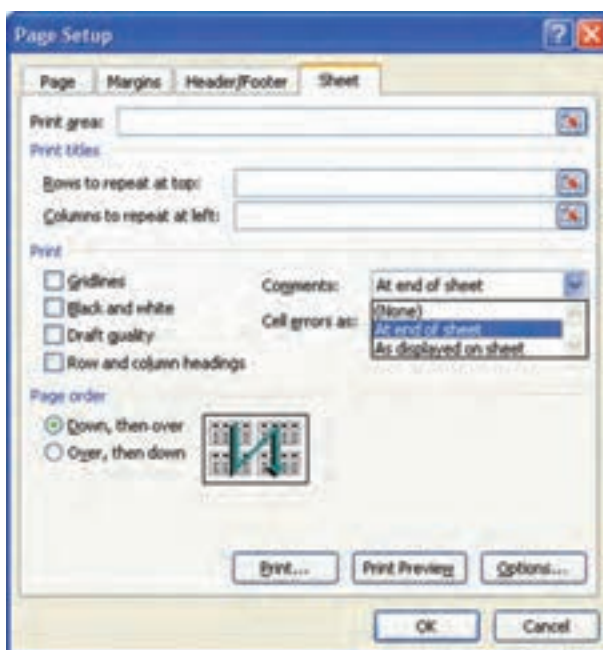 Page Setup
Page Margins Header/Footer Sheet
Print area:
Print titles
Rows to repeat at top:
Columns to repeat at left:
Print
Gridlines
Comments: At end of sheet
(None)
Black and white
Cell errors as:
At end of sheet
Draft quality
As displayed on sheet
Row and column headings
Page order
Down, then over
Over, then down
Print... Print Preview Options...
OK Cancel